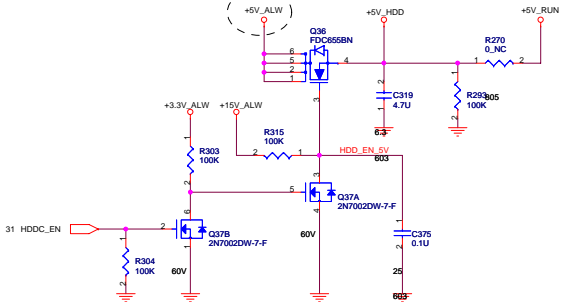 +5V_ALW
+5V_HDD
+5V_RUN
Q36
FDC655BN
R270
0_NC
6
5
2
1
4
1
2
3
2
1
C319
4.7U
6.3
603
1
2
R293
100K
805
+3.3V_ALW
+15V_ALW
R303
100K
1
2
R315
100K
2
1
HDD_EN_5V
3
5
Q37A
2N7002DW-7-F
4
60V
1
2
C375
0.1U
25
603
31 HDDC_EN
2
6
1
Q37B
2N7002DW-7-F
60V
1
2
R304
100K